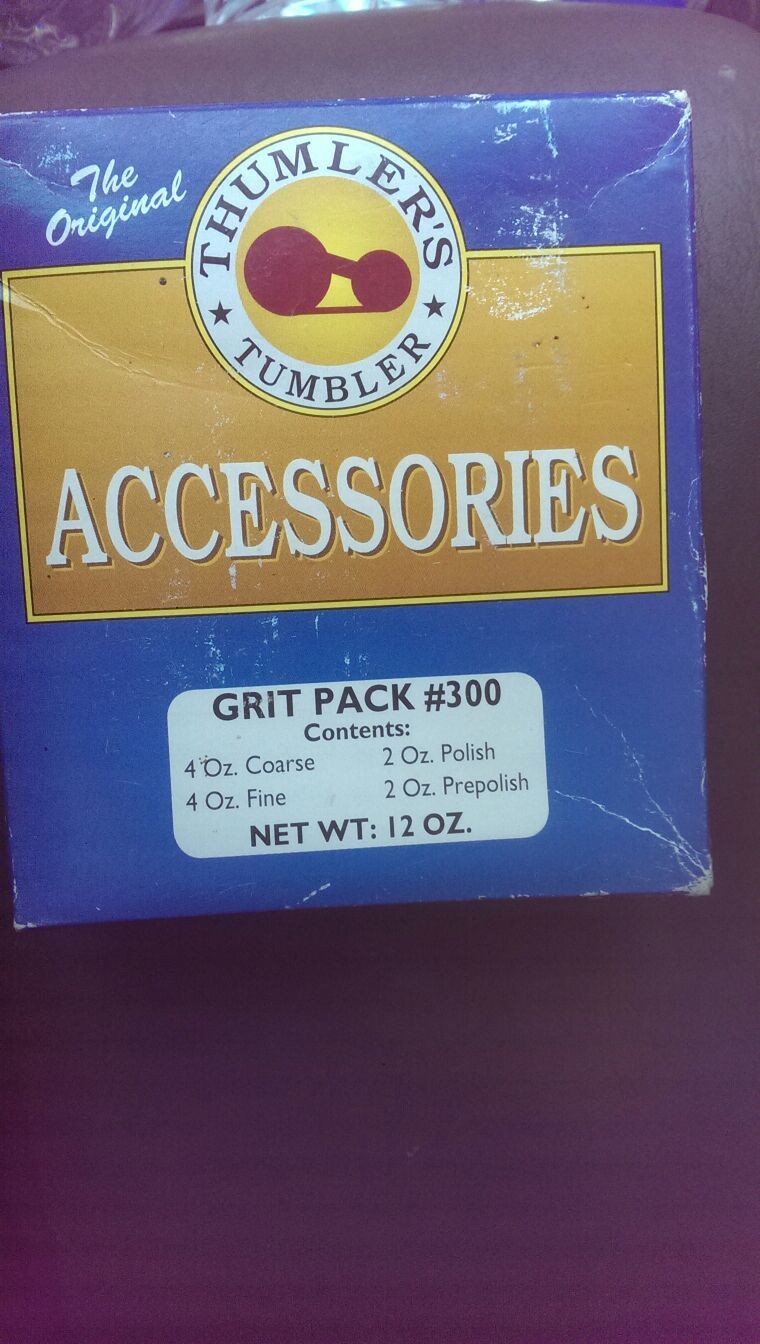 The
Original
THUMLER'S
TUMBLER
ACCESSORIES
GRIT PACK #300
Contents:
4 Oz. Coarse 2 Oz. Polish
4 Oz. Fine 2 Oz. Prepolish
NET WT: 12 OZ.